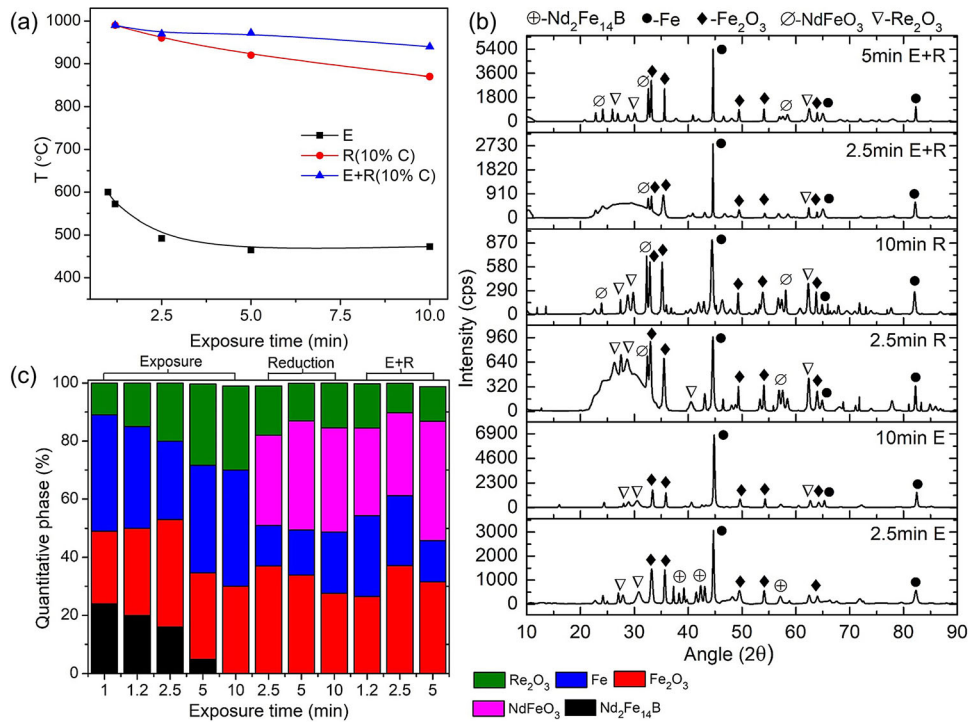 (a)
1000
900
800
600
500
400
T (°C)
2.5
5.0
7.5
10.0
Exposure time (min)
E
R(10% C)
E+R(10% C)
(b)
-Nd2Fe14B
-Fe
-Fe2O3
-NdFeO3
-Re2O3
5400
3600
1800
0
5min E+R
2730
1820
910
0
2.5min E+R
870
580
290
0
10min R
960
640
320
0
2.5min R
6900
4600
2300
0
10min E
3000
2000
1000
0
2.5min E
Intensity (cps)
10 20 30 40 50 60 70 80 90
Angle (2θ)
(c)
Exposure
Reduction
E+R
100
80
60
40
20
0
Quantitative phase (%)
1 1.2 2.5 5 10 2.5 5 10 1.2 2.5 5
Exposure time (min)
Re2O3
Fe
Fe2O3
NdFeO3
Nd2Fe14B